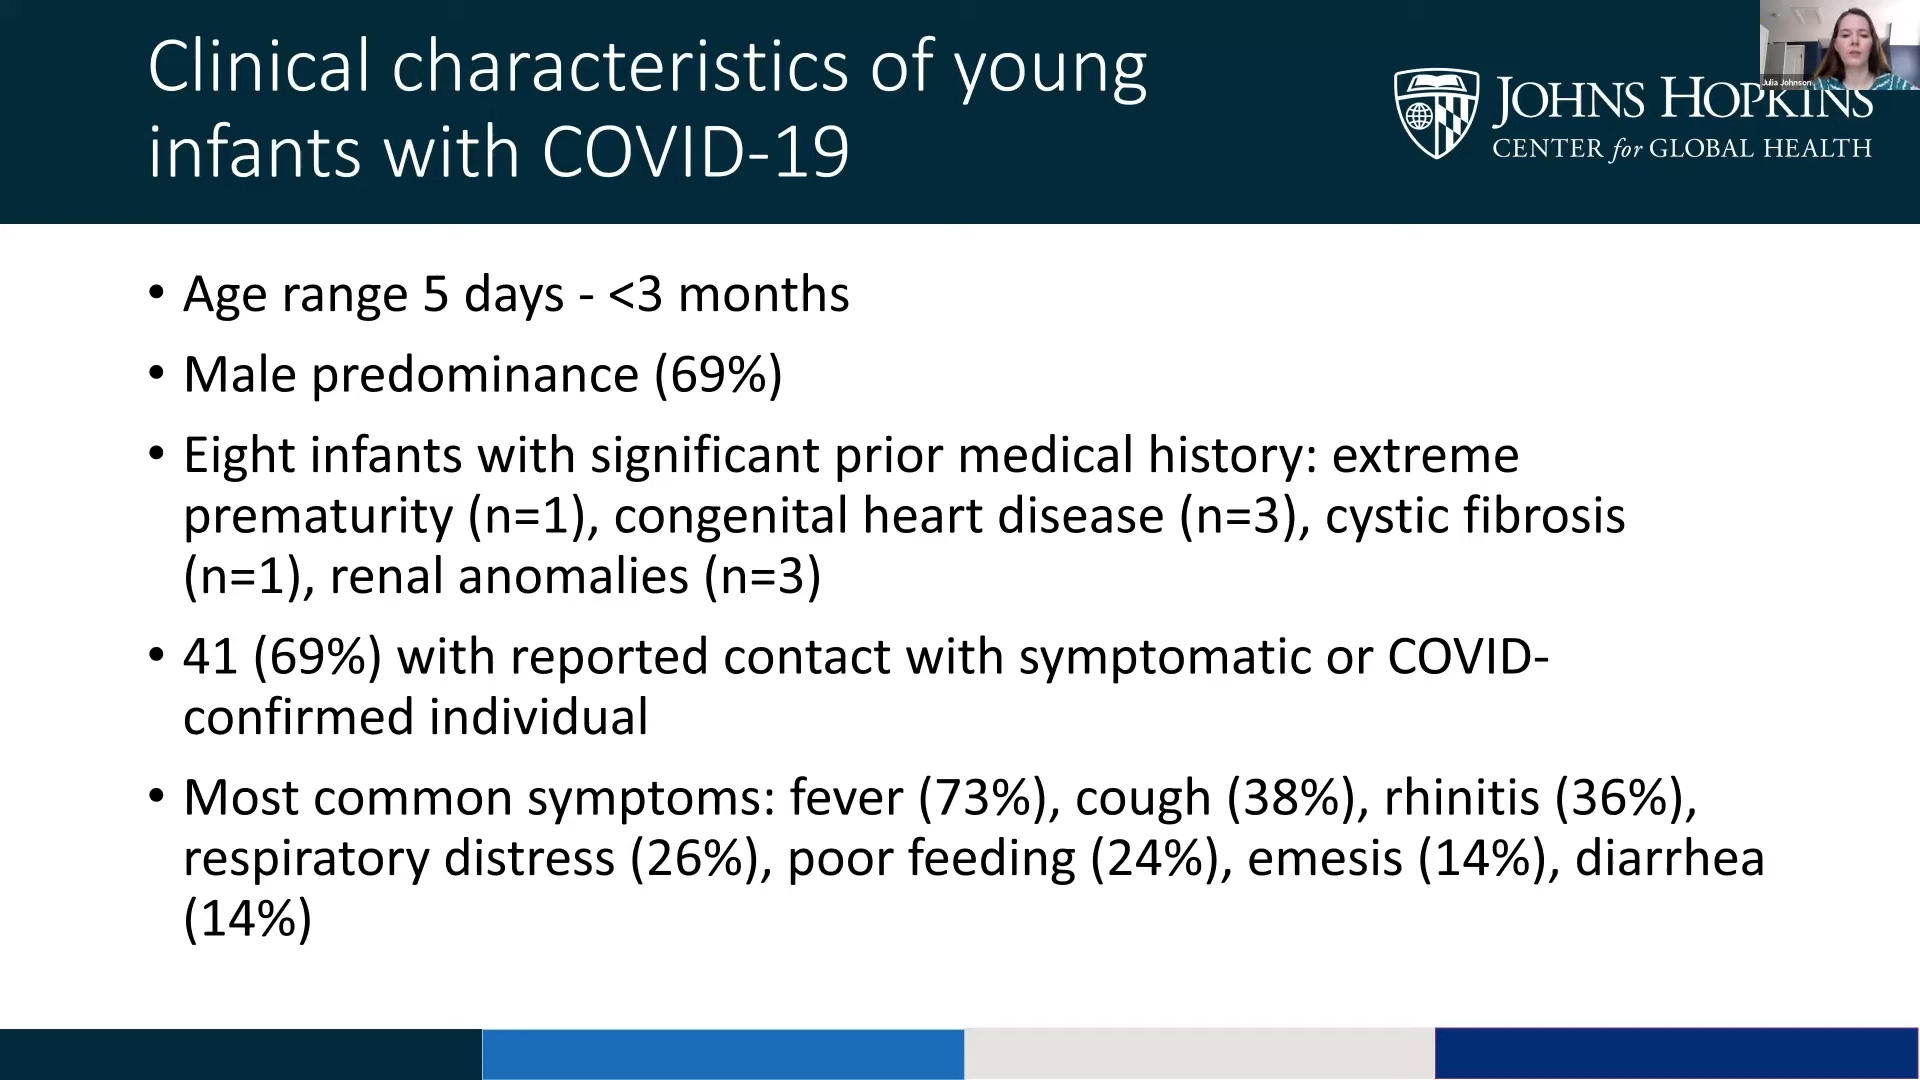 Clinical characteristics of young
infants with COVID-19
JOHNS HOPKINS
CENTER for GLOBAL HEALTH
Julia Johnson
• Age range 5 days - <3 months
• Male predominance (69%)
• Eight infants with significant prior medical history: extreme
prematurity (n=1), congenital heart disease (n=3), cystic fibrosis
(n=1), renal anomalies (n=3)
• 41 (69%) with reported contact with symptomatic or COVID-
confirmed individual
• Most common symptoms: fever (73%), cough (38%), rhinitis (36%),
respiratory distress (26%), poor feeding (24%), emesis (14%), diarrhea
(14%)